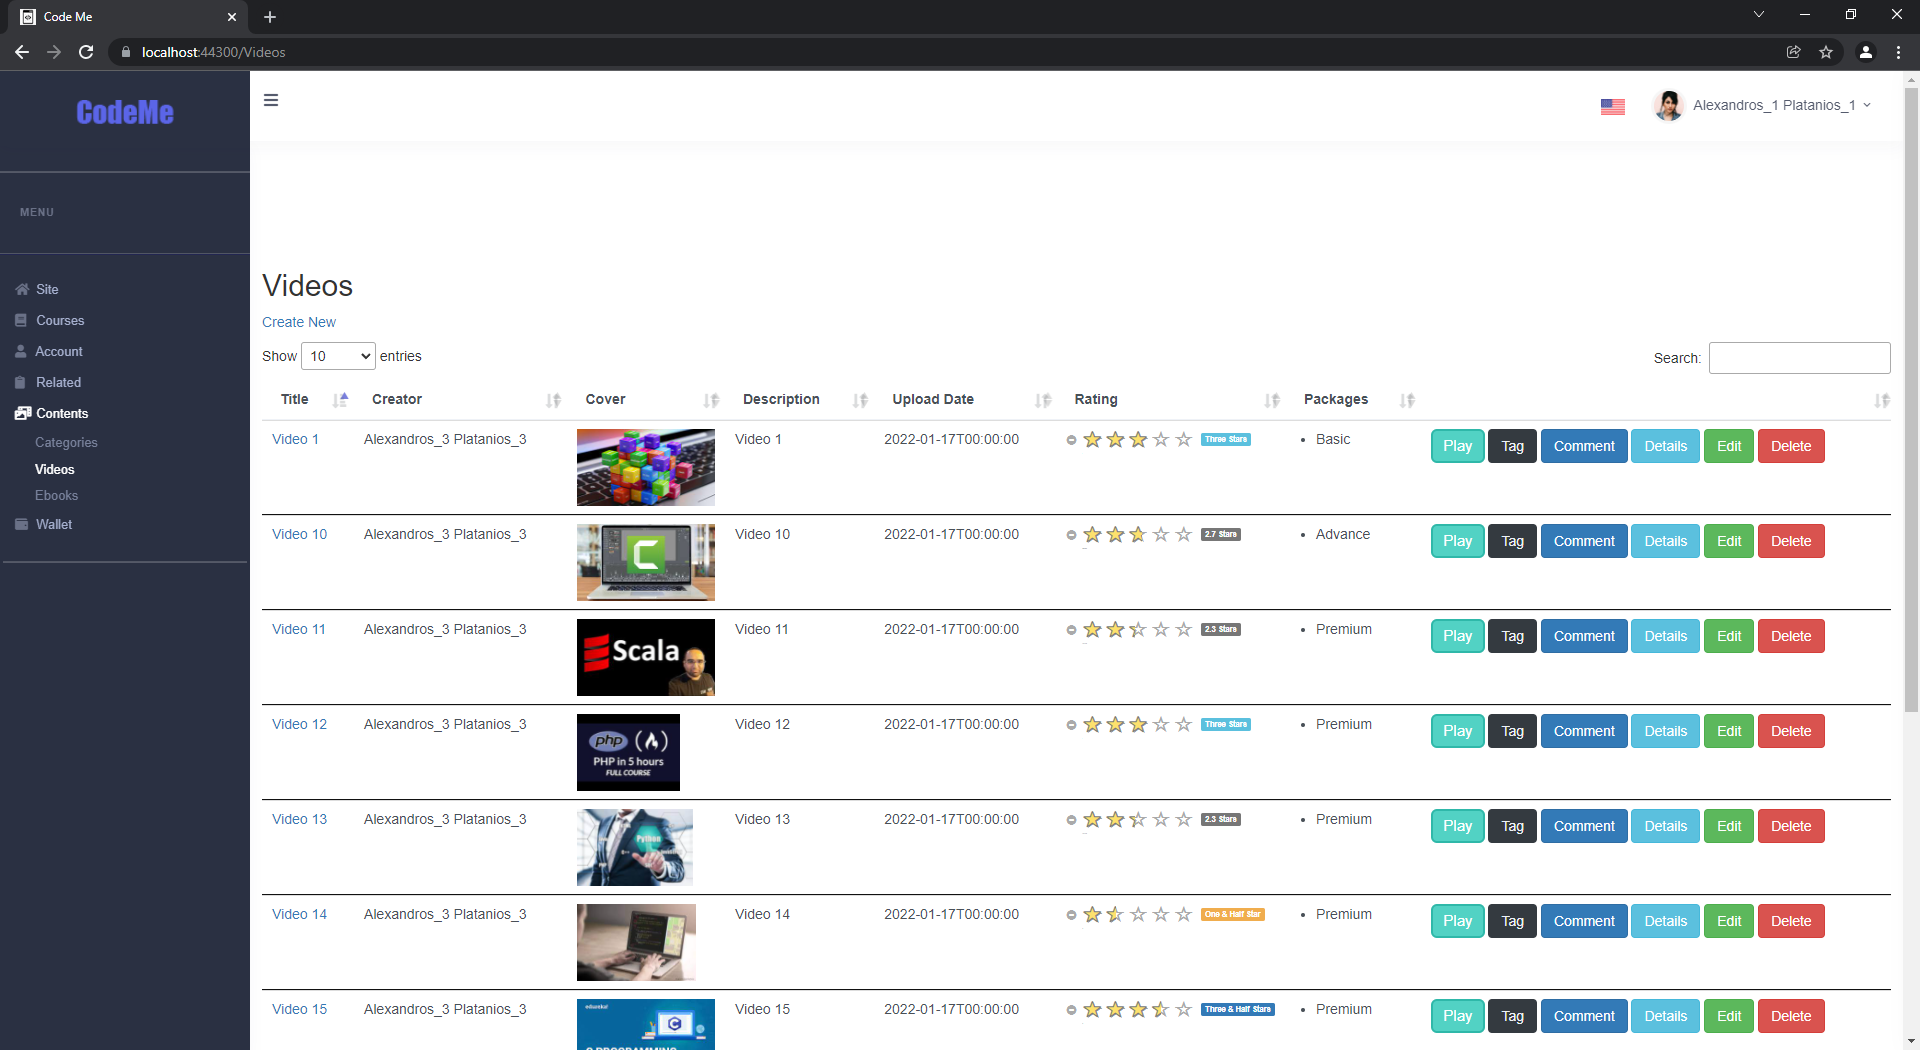 Code Me
localhost:44300/Videos
CodeMe
Alexandros_1 Platanios_1
MENU
Site
Courses
Account
Related
Contents
Categories
Videos
Ebooks
Wallet
Videos
Create New
Show 10 entries
Search:
Title Creator Cover Description Upload Date Rating Packages
Video 1 Alexandros_3 Platanios_3 Video 1 2022-01-17T00:00:00 Three Stars • Basic Play Tag Comment Details Edit Delete
Video 10 Alexandros_3 Platanios_3 Video 10 2022-01-17T00:00:00 2.7 Stars • Advance Play Tag Comment Details Edit Delete
Video 11 Alexandros_3 Platanios_3 Video 11 2022-01-17T00:00:00 2.3 Stars • Premium Play Tag Comment Details Edit Delete
Scala
Video 12 Alexandros_3 Platanios_3 Video 12 2022-01-17T00:00:00 Three Stars • Premium Play Tag Comment Details Edit Delete
php
PHP in 5 hours
FULL COURSE
Video 13 Alexandros_3 Platanios_3 Video 13 2022-01-17T00:00:00 2.3 Stars • Premium Play Tag Comment Details Edit Delete
Python
Video 14 Alexandros_3 Platanios_3 Video 14 2022-01-17T00:00:00 One & Half Star • Premium Play Tag Comment Details Edit Delete
Video 15 Alexandros_3 Platanios_3 Video 15 2022-01-17T00:00:00 Three & Half Stars • Premium Play Tag Comment Details Edit Delete
edureka!
C